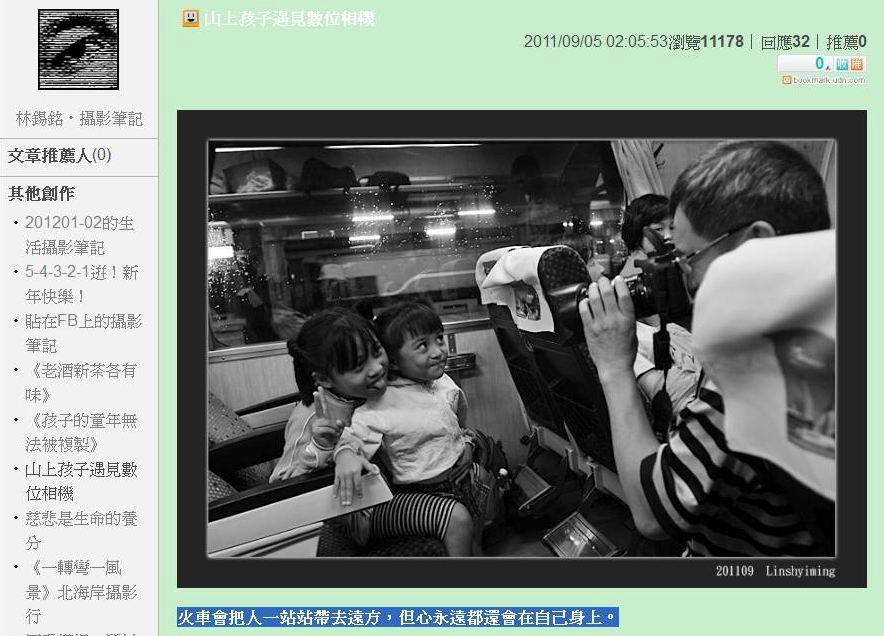 山上孩子遇見數位相機
2011/09/05 02:05:53瀏覽11178｜回應32｜推薦0
0人 收 推
bookmark.udn.com
林錫銘‧攝影筆記
文章推薦人(0)
其他創作
‧201201-02的生
活攝影筆記
‧5-4-3-2-1逬！新
年快樂！
‧貼在FB上的攝影
筆記
‧《老酒新茶各有
味》
‧《孩子的童年無
法被複製》
‧山上孩子遇見數
位相機
‧慈悲是生命的養
分
‧《一轉彎一風
景》北海岸攝影
行
201109 Linshyiming
火車會把人一站站帶去遠方，但心永遠都還會在自己身上。